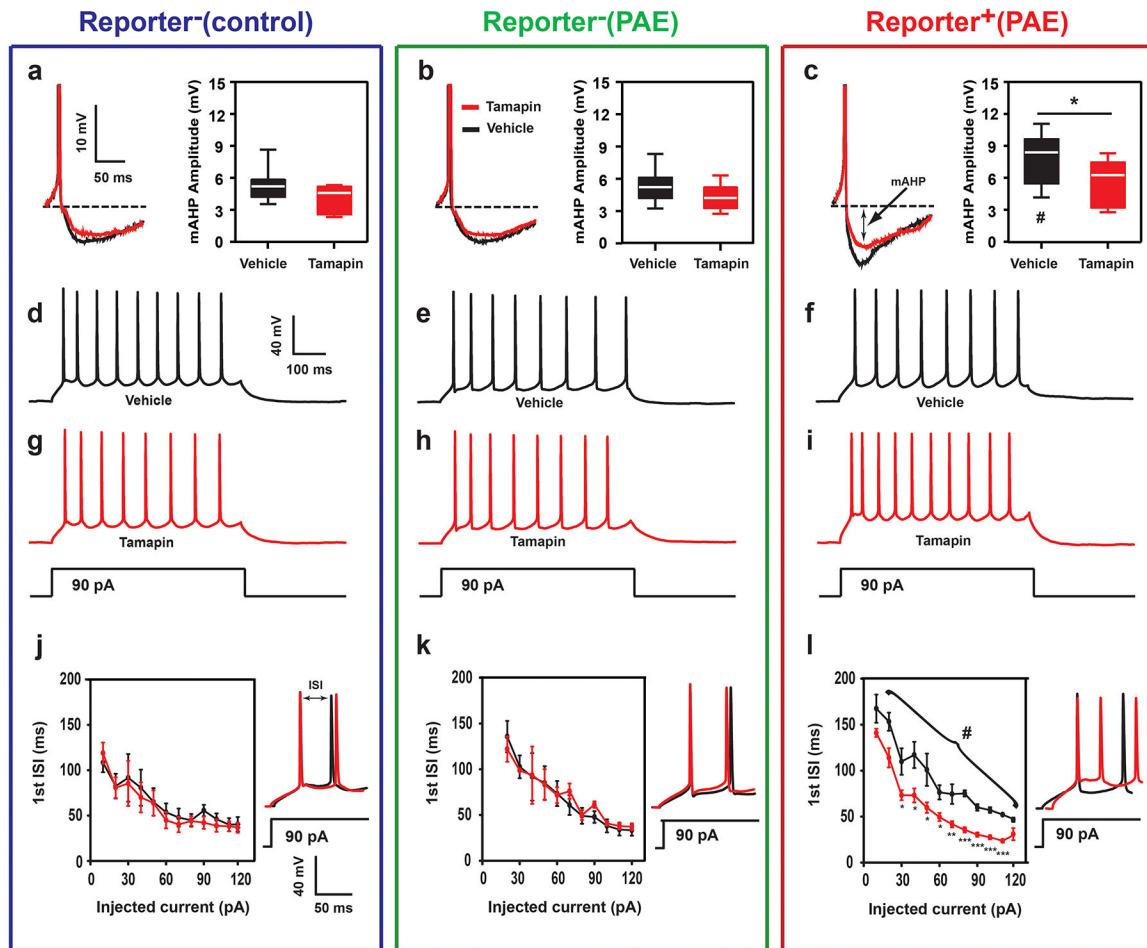 Reporter-(control)
Reporter-(PAE)
Reporter+(PAE)
a
10 mV
50 ms
mAHP Amplitude (mV)
15
12
9
6
3
0
Vehicle
Tamapin
b
Tamapin
Vehicle
mAHP Amplitude (mV)
15
12
9
6
3
0
Vehicle
Tamapin
c
mAHP
mAHP Amplitude (mV)
15
12
9
6
3
0
*
#
Vehicle
Tamapin
d
40 mV
100 ms
Vehicle
e
Vehicle
f
Vehicle
g
Tamapin
90 pA
h
Tamapin
90 pA
i
Tamapin
90 pA
j
1st ISI (ms)
200
150
100
50
0
0 30 60 90 120
Injected current (pA)
ISI
90 pA
40 mV
50 ms
k
1st ISI (ms)
200
150
100
50
0
0 30 60 90 120
Injected current (pA)
90 pA
l
1st ISI (ms)
200
150
100
50
0
#
* * * * ** *** *** *** ***
0 30 60 90 120
Injected current (pA)
90 pA